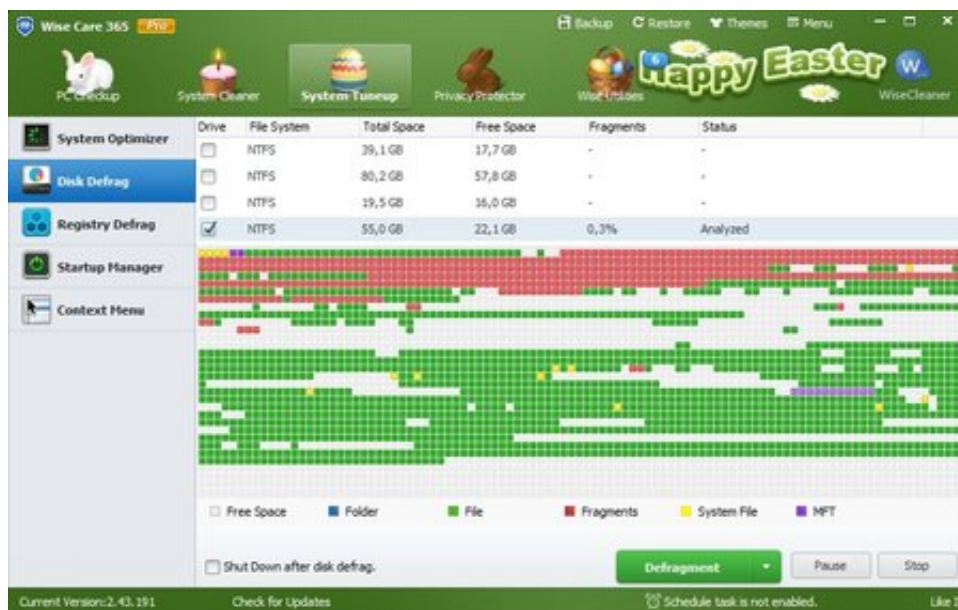 Wise Care 365 Pro
Backup Restore Themes Menu
PC Checkup System Cleaner System Tuneup Privacy Protector Wise Utilities 6 Happy Easter W WiseCleaner
System Optimizer
Disk Defrag
Registry Defrag
Startup Manager
Context Menu
Drive File System Total Space Free Space Fragments Status
NTFS 39,1 GB 17,7 GB - -
NTFS 80,2 GB 57,8 GB - -
NTFS 19,5 GB 16,0 GB - -
NTFS 55,0 GB 22,1 GB 0,3% Analyzed
Free Space Folder File Fragments System File MFT
Shut Down after disk defrag.
Defragment Pause Stop
Current Version:2.43.191 Check for Updates Schedule task is not enabled. Like